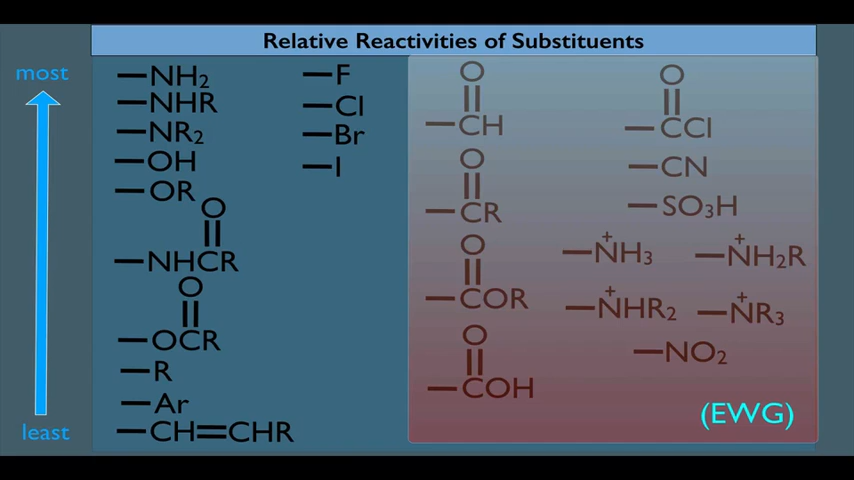 Relative Reactivities of Substituents
most
least
—NH₂
—NHR
—NR₂
—OH
—OR
O
||
—NHCR
O
||
—OCR
—R
—Ar
—CH=CHR
—F
—Cl
—Br
—I
O
||
—CH
O
||
—CR
O
||
—COR
O
||
—COH
O
||
—CCl
—CN
—SO₃H
—N⁺H₃ —N⁺H₂R
—N⁺HR₂ —N⁺R₃
—NO₂
(EWG)